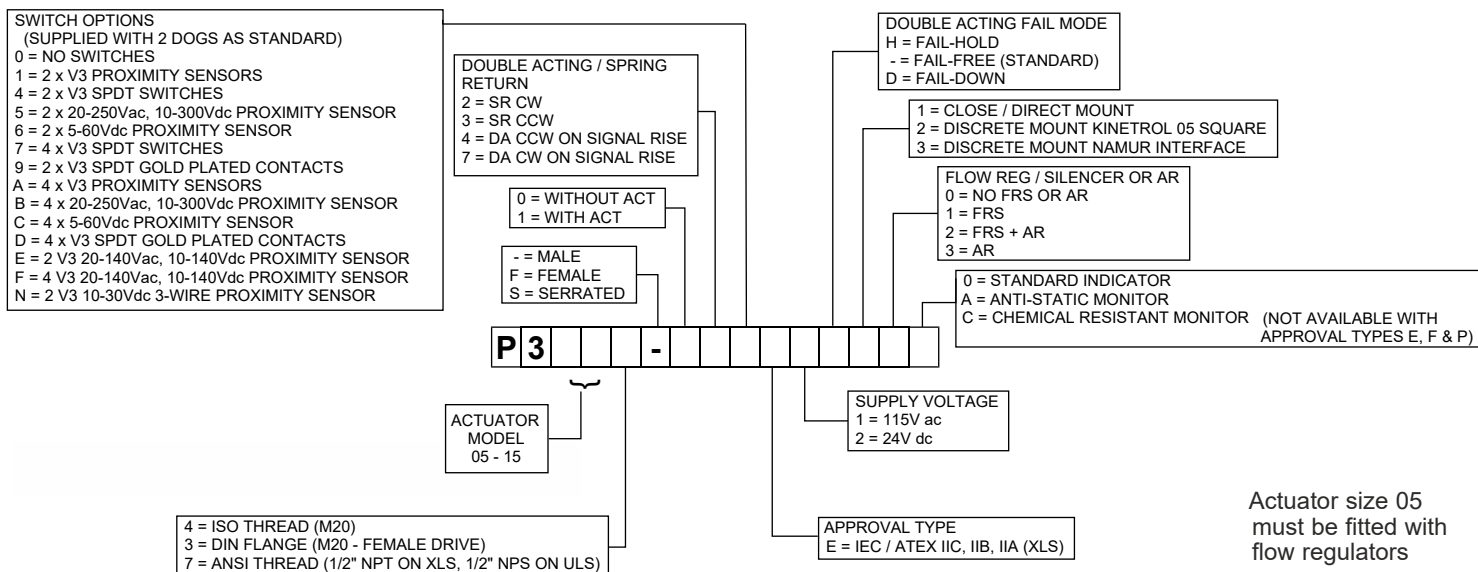 SWITCH OPTIONS
(SUPPLIED WITH 2 DOGS AS STANDARD)
0 = NO SWITCHES
1 = 2 x V3 PROXIMITY SENSORS
4 = 2 x V3 SPDT SWITCHES
5 = 2 x 20-250Vac, 10-300Vdc PROXIMITY SENSOR
6 = 2 x 5-60Vdc PROXIMITY SENSOR
7 = 4 x V3 SPDT SWITCHES
9 = 2 x V3 SPDT GOLD PLATED CONTACTS
A = 4 x V3 PROXIMITY SENSORS
B = 4 x 20-250Vac, 10-300Vdc PROXIMITY SENSOR
C = 4 x 5-60Vdc PROXIMITY SENSOR
D = 4 x V3 SPDT GOLD PLATED CONTACTS
E = 2 V3 20-140Vac, 10-140Vdc PROXIMITY SENSOR
F = 4 V3 20-140Vac, 10-140Vdc PROXIMITY SENSOR
N = 2 V3 10-30Vdc 3-WIRE PROXIMITY SENSOR
DOUBLE ACTING / SPRING
RETURN
2 = SR CW
3 = SR CCW
4 = DA CCW ON SIGNAL RISE
7 = DA CW ON SIGNAL RISE
0 = WITHOUT ACT
1 = WITH ACT
- = MALE
F = FEMALE
S = SERRATED
DOUBLE ACTING FAIL MODE
H = FAIL-HOLD
- = FAIL-FREE (STANDARD)
D = FAIL-DOWN
1 = CLOSE / DIRECT MOUNT
2 = DISCRETE MOUNT KINETROL 05 SQUARE
3 = DISCRETE MOUNT NAMUR INTERFACE
FLOW REG / SILENCER OR AR
0 = NO FRS OR AR
1 = FRS
2 = FRS + AR
3 = AR
0 = STANDARD INDICATOR
A = ANTI-STATIC MONITOR
C = CHEMICAL RESISTANT MONITOR (NOT AVAILABLE WITH
APPROVAL TYPES E, F & P)
P 3 -
ACTUATOR
MODEL
05 - 15
SUPPLY VOLTAGE
1 = 115V ac
2 = 24V dc
4 = ISO THREAD (M20)
3 = DIN FLANGE (M20 - FEMALE DRIVE)
7 = ANSI THREAD (1/2" NPT ON XLS, 1/2" NPS ON ULS)
APPROVAL TYPE
E = IEC / ATEX IIC, IIB, IIA (XLS)
Actuator size 05
must be fitted with
flow regulators